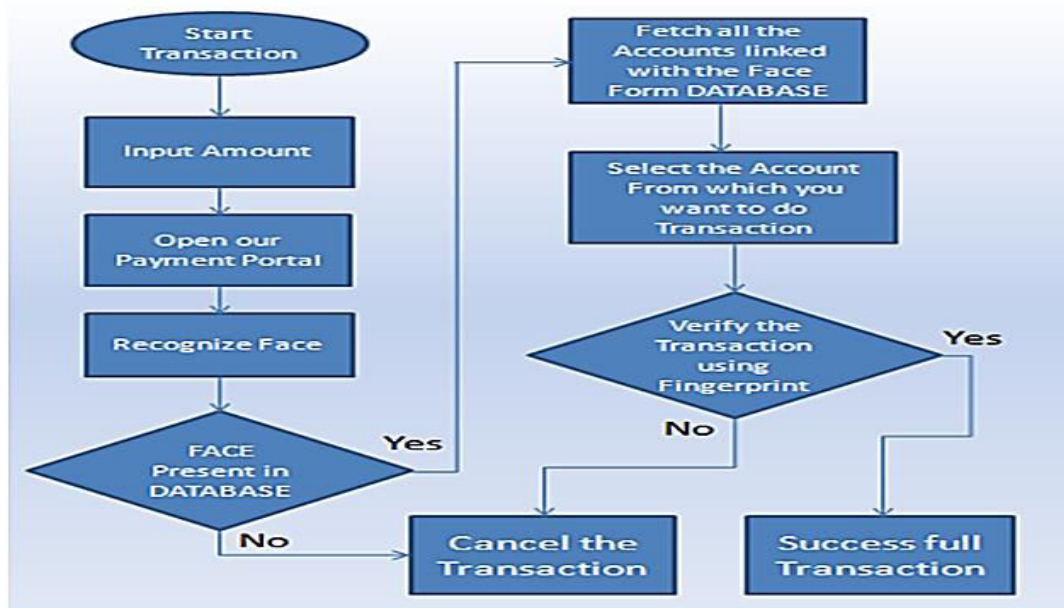 Start
Transaction
Input Amount
Open our
Payment Portal
Recognize Face
FACE
Present in
DATABASE
Yes
No
Fetch all the
Accounts linked
with the Face
Form DATABASE
Select the Account
From which you
want to do
Transaction
Verify the
Transaction
using
Fingerprint
Yes
No
Cancel the
Transaction
Success full
Transaction